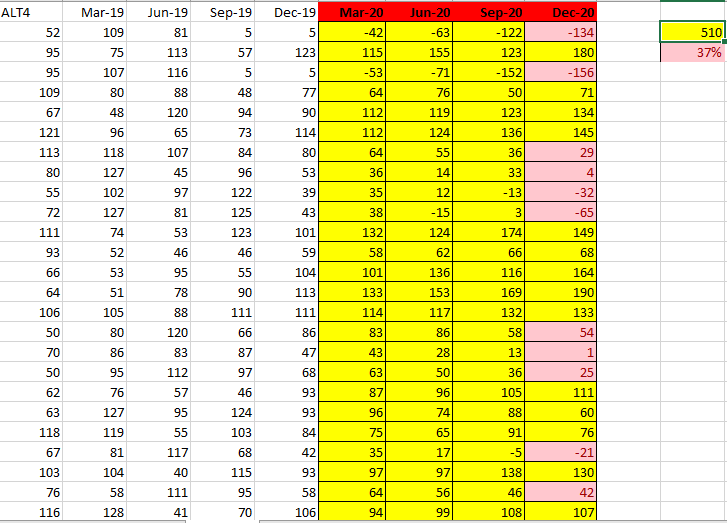 ALT4 Mar-19 Jun-19 Sep-19 Dec-19 Mar-20 Jun-20 Sep-20 Dec-20
52 109 81 5 5 -42 -63 -122 -134 510
95 75 113 57 123 115 155 123 180 37%
95 107 116 5 5 -53 -71 -152 -156
109 80 88 48 77 64 76 50 71
67 48 120 94 90 112 119 123 134
121 96 65 73 114 112 124 136 145
113 118 107 84 80 64 55 36 29
80 127 45 96 53 36 14 33 4
55 102 97 122 39 35 12 -13 -32
72 127 81 125 43 38 -15 3 -65
111 74 53 123 101 132 124 174 149
93 52 46 46 59 58 62 66 68
66 53 95 55 104 101 136 116 164
64 51 78 90 113 133 153 169 190
106 105 88 111 111 114 117 132 133
50 80 120 66 86 83 86 58 54
70 86 83 87 47 43 28 13 1
50 95 112 97 68 63 50 36 25
62 76 57 46 93 87 96 105 111
63 127 95 124 93 96 74 88 60
118 119 55 103 84 75 65 91 76
67 81 117 68 42 35 17 -5 -21
103 104 40 115 93 97 97 138 130
76 58 111 95 58 64 56 46 42
116 128 41 70 106 94 99 108 107